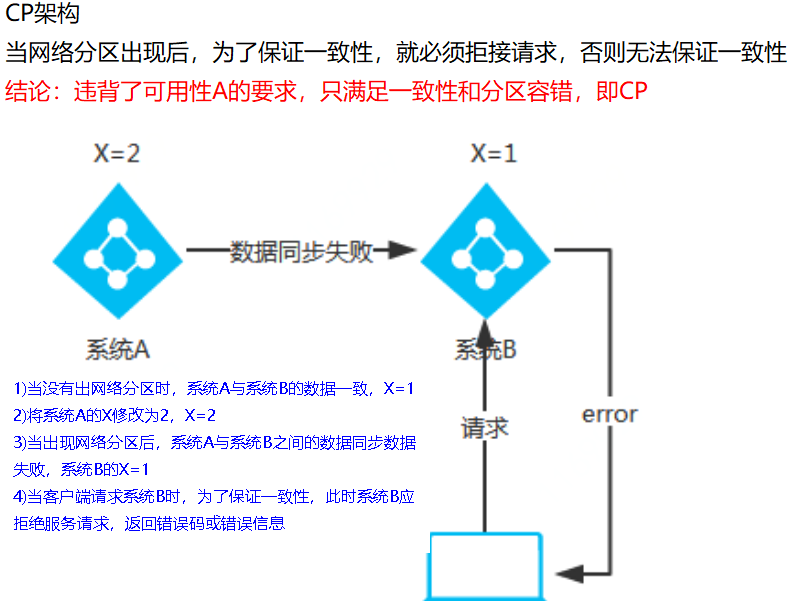 CP架构
当网络分区出现后，为了保证一致性，就必须拒接请求，否则无法保证一致性
结论：违背了可用性A的要求，只满足一致性和分区容错，即CP
X=2
X=1
数据同步失败
系统A
系统B
1)当没有出网络分区时，系统A与系统B的数据一致，X=1
2)将系统A的X修改为2，X=2
3)当出现网络分区后，系统A与系统B之间的数据同步数据
失败，系统B的X=1
4)当客户端请求系统B时，为了保证一致性，此时系统B应
拒绝服务请求，返回错误码或错误信息
请求
error